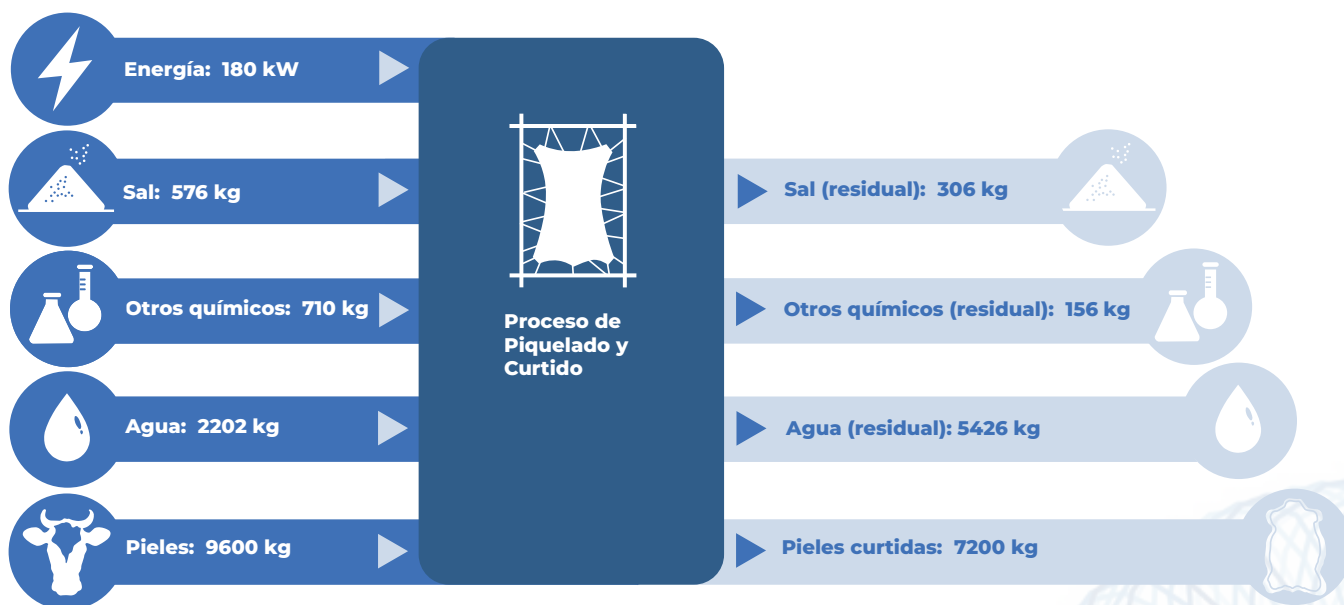 Energía: 180 kW
Sal: 576 kg
Sal (residual): 306 kg
Otros químicos: 710 kg
Otros químicos (residual): 156 kg
Proceso de
Piquelado y
Curtido
Agua: 2202 kg
Agua (residual): 5426 kg
Pieles: 9600 kg
Pieles curtidas: 7200 kg